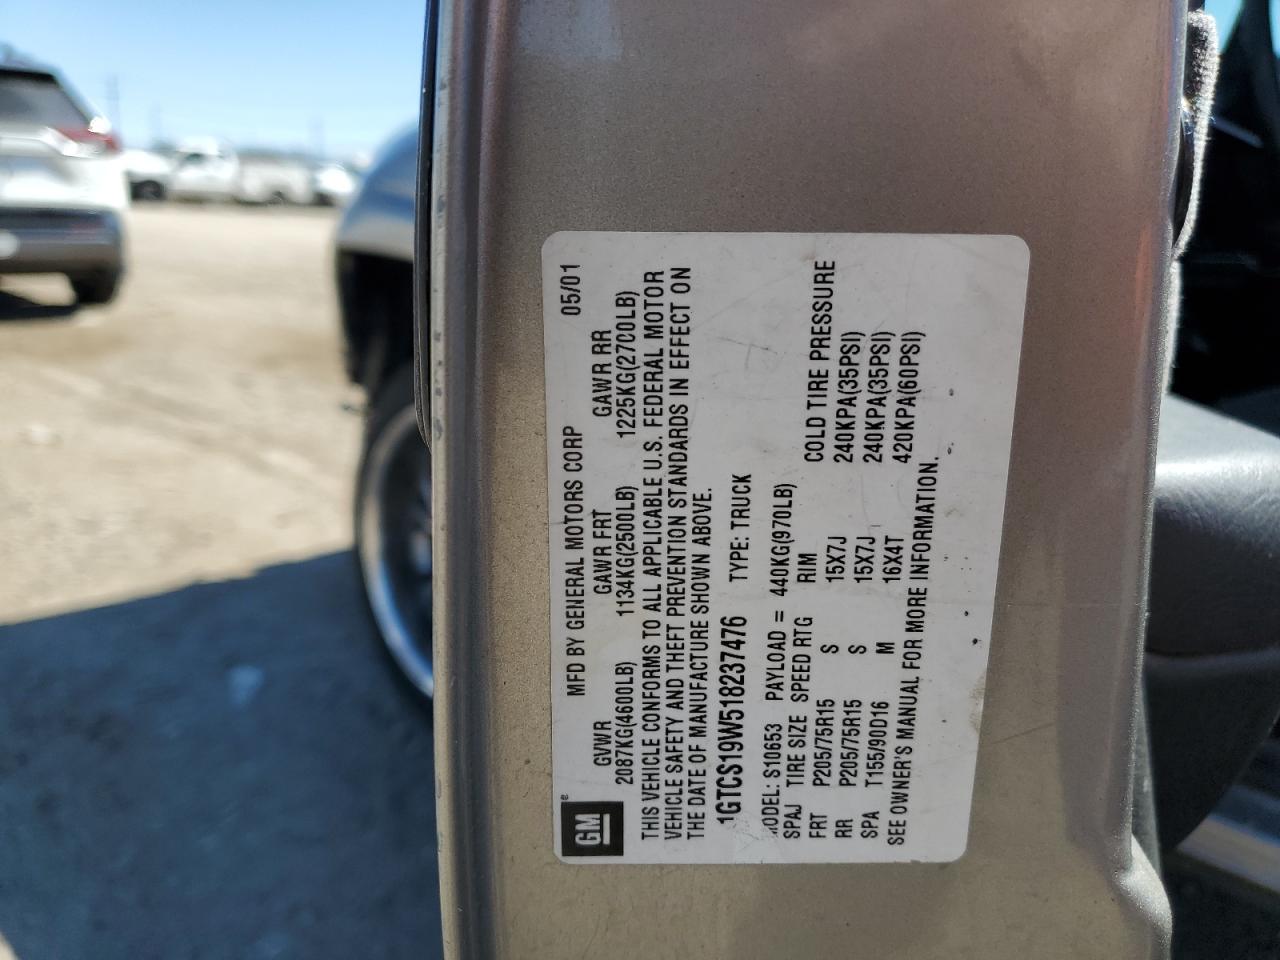 MFD BY GENERAL MOTORS CORP 05/01
GVWR GAWR FRT GAWR RR
2087KG(4600LB) 1134KG(2500LB) 1225KG(2700LB)
GM
THIS VEHICLE CONFORMS TO ALL APPLICABLE U.S. FEDERAL MOTOR
VEHICLE SAFETY AND THEFT PREVENTION STANDARDS IN EFFECT ON
THE DATE OF MANUFACTURE SHOWN ABOVE.
1GTCS19W518237476 TYPE: TRUCK
MODEL: S10653 PAYLOAD = 440KG(970LB)
SPAJ TIRE SIZE SPEED RTG RIM COLD TIRE PRESSURE
FRT P205/75R15 S 15X7J 240KPA(35PSI)
RR P205/75R15 S 15X7J 240KPA(35PSI)
SPA T155/90D16 M 16X4T 420KPA(60PSI)
SEE OWNER'S MANUAL FOR MORE INFORMATION.